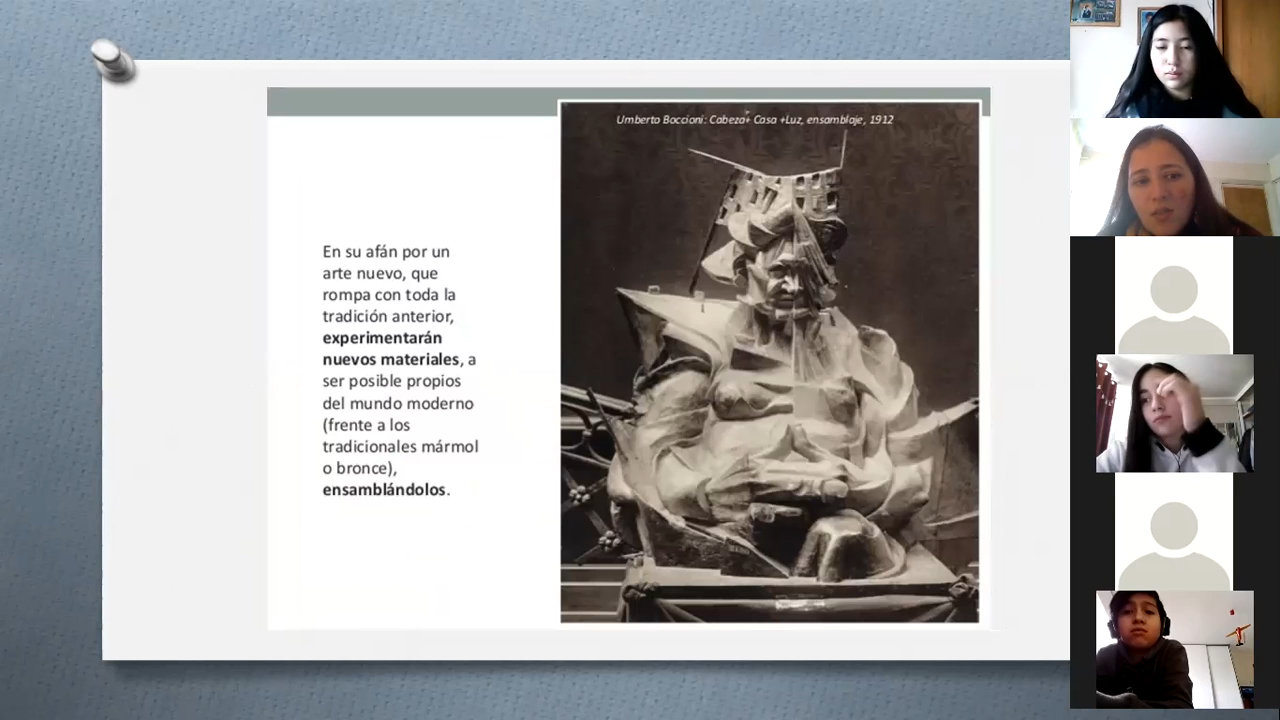 Umberto Boccioni: Cabeza+ Casa +Luz, ensamblaje, 1912
En su afán por un
arte nuevo, que
rompa con toda la
tradición anterior,
experimentarán
nuevos materiales, a
ser posible propios
del mundo moderno
(frente a los
tradicionales mármol
o bronce),
ensamblándolos.